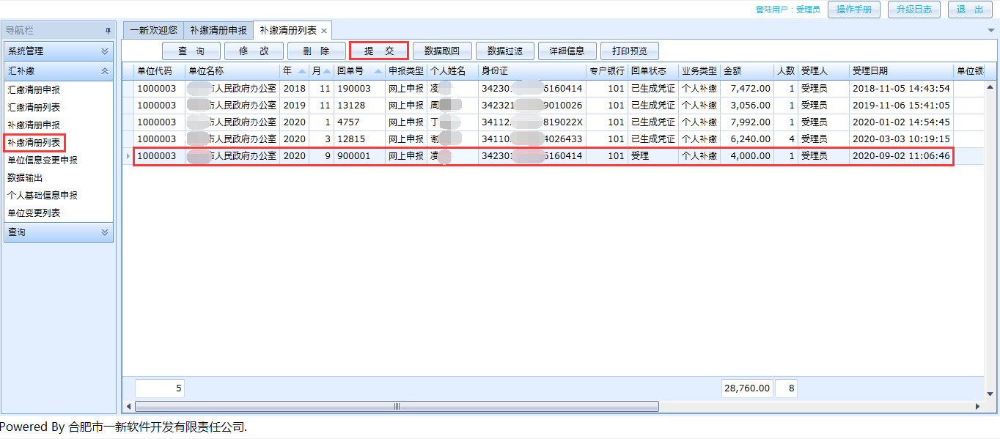 登陆用户：受理员 操作手册 升级日志 退 出
导航栏 一新欢迎您 补缴清册申报 补缴清册列表
系统管理
汇补缴
汇缴清册申报
汇缴清册列表
补缴清册申报
补缴清册列表
单位信息变更申报
数据输出
个人基础信息申报
单位变更列表
查询
查 询 修 改 删 除 提 交 数据取回 数据过滤 详细信息 打印预览
单位代码 单位名称 年 月 回单号 申报类型 个人姓名 身份证 专户银行 回单状态 业务类型 金额 人数 受理人 受理日期 单位银
1000003 人民政府办公室 2018 11 190003 网上申报 凌 34230 6160414 101 已生成凭证 个人补缴 7,472.00 1 受理员 2018-11-05 14:43:54
1000003 人民政府办公室 2019 11 13128 网上申报 周 342321 9010026 101 已生成凭证 个人补缴 3,056.00 1 受理员 2019-11-06 15:41:05
1000003 人民政府办公室 2020 1 4757 网上申报 丁 34112 819022X 101 已生成凭证 个人补缴 7,992.00 1 受理员 2020-01-02 14:54:45
1000003 人民政府办公室 2020 3 12815 网上申报 谢 34110 4026433 101 已生成凭证 个人补缴 6,240.00 4 受理员 2020-03-03 10:19:15
1000003 人民政府办公室 2020 9 900001 网上申报 凌 34230 6160414 101 受理 个人补缴 4,000.00 1 受理员 2020-09-02 11:06:46
5 28,760.00 8
Powered By 合肥市一新软件开发有限责任公司.